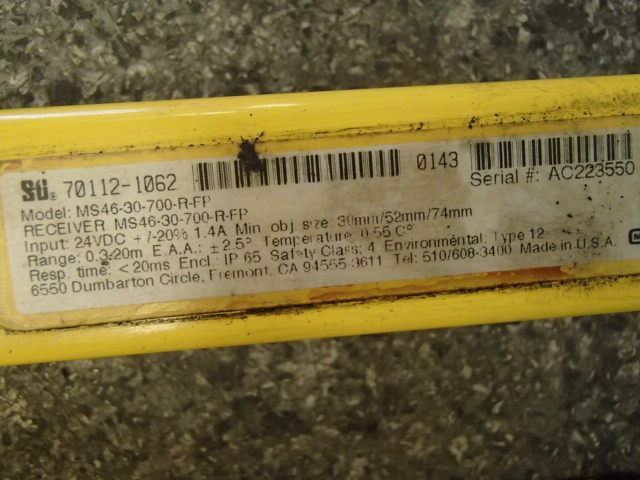 STI. 70112-1062
0143
Serial #: AC223550
Model: MS46-30-700-R-FP
RECEIVER MS46-30-700-R-FP
Input: 24VDC +/-20% 1.4A Min obj. size 30mm/52mm/74mm
Range: 0.3-20m E.A.A.: ±2.5° Temperature: 0-55 C°
Resp. time: <20ms Encl: IP 65 Safety Class: 4 Environmental: Type 12
6550 Dumbarton Circle, Fremont, CA 94555-3611 Tel: 510/608-3400 Made in U.S.A.